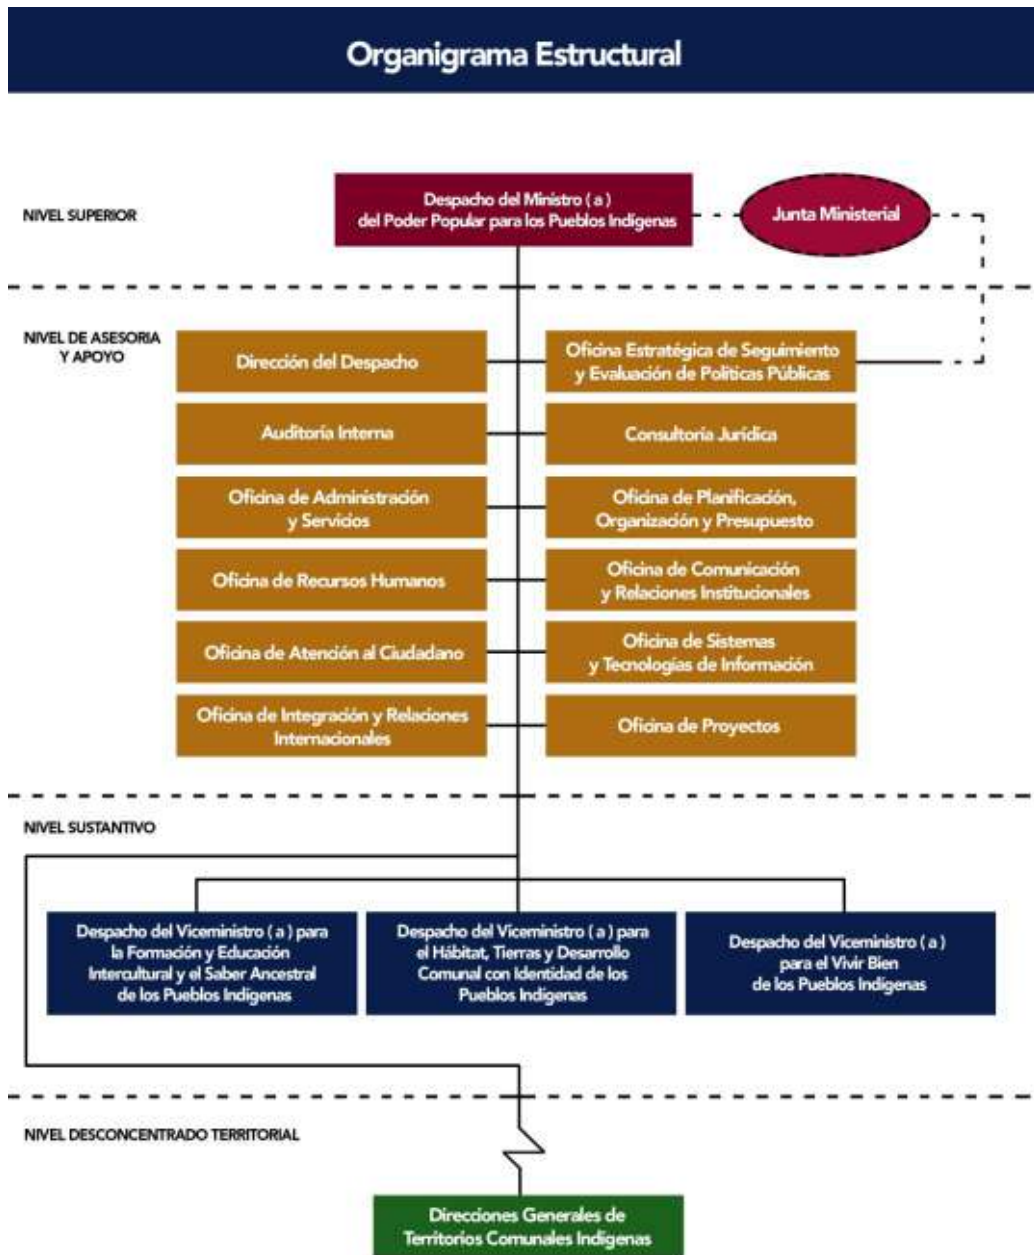 Organigrama Estructural
NIVEL SUPERIOR
Despacho del Ministro ( a )
del Poder Popular para los Pueblos Indígenas
Junta Ministerial
NIVEL DE ASESORIA
Y APOYO
Dirección del Despacho
Oficina Estratégica de Seguimiento
y Evaluación de Políticas Públicas
Auditoría Interna
Consultoría Jurídica
Oficina de Administración
y Servicios
Oficina de Planificación,
Organización y Presupuesto
Oficina de Recursos Humanos
Oficina de Comunicación
y Relaciones Institucionales
Oficina de Atención al Ciudadano
Oficina de Sistemas
y Tecnologías de Información
Oficina de Integración y Relaciones
Internacionales
Oficina de Proyectos
NIVEL SUSTANTIVO
Despacho del Viceministro ( a ) para
la Formación y Educación
Intercultural y el Saber Ancestral
de los Pueblos Indígenas
Despacho del Viceministro ( a ) para
el Hábitat, Tierras y Desarrollo
Comunal con Identidad de los
Pueblos Indígenas
Despacho del Viceministro ( a )
para el Vivir Bien
de los Pueblos Indígenas
NIVEL DESCONCENTRADO TERRITORIAL
Direcciones Generales de
Territorios Comunales Indígenas